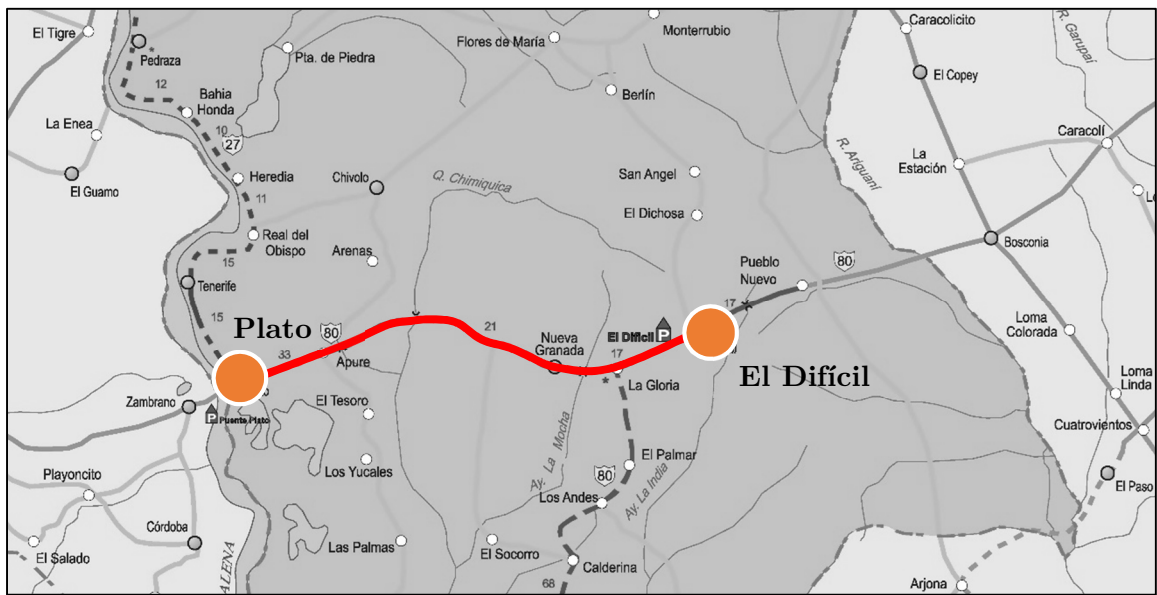 Caracolicito
El Tigre
Monterrubio
R. Garupai
Flores de María
Pedraza
Pta. de Piedra
El Copey
12
Bahia
Honda
Berlín
La Enea
10
27
Caracolí
R. Ariguaní
La
Estación
San Angel
Heredia
Chivolo
Q. Chimiquica
El Guamo
11
El Dichosa
Real del
Obispo
Bosconia
Arenas
15
Pueblo
Nuevo
80
Tenerife
17
15
Plato
80
21
El Difícil
P
Nueva
Granada
Loma
Colorada
33
Apure
17
El Difícil
La Gloria
Loma
Linda
Zambrano
El Tesoro
P
Puente Plato
Cuatrovientos
Ay. La Mocha
El Palmar
Los Yucales
Playoncito
80
Ay. La India
El Paso
Los Andes
Córdoba
Las Palmas
El Socorro
El Salado
Calderina
ALENA
68
Arjona